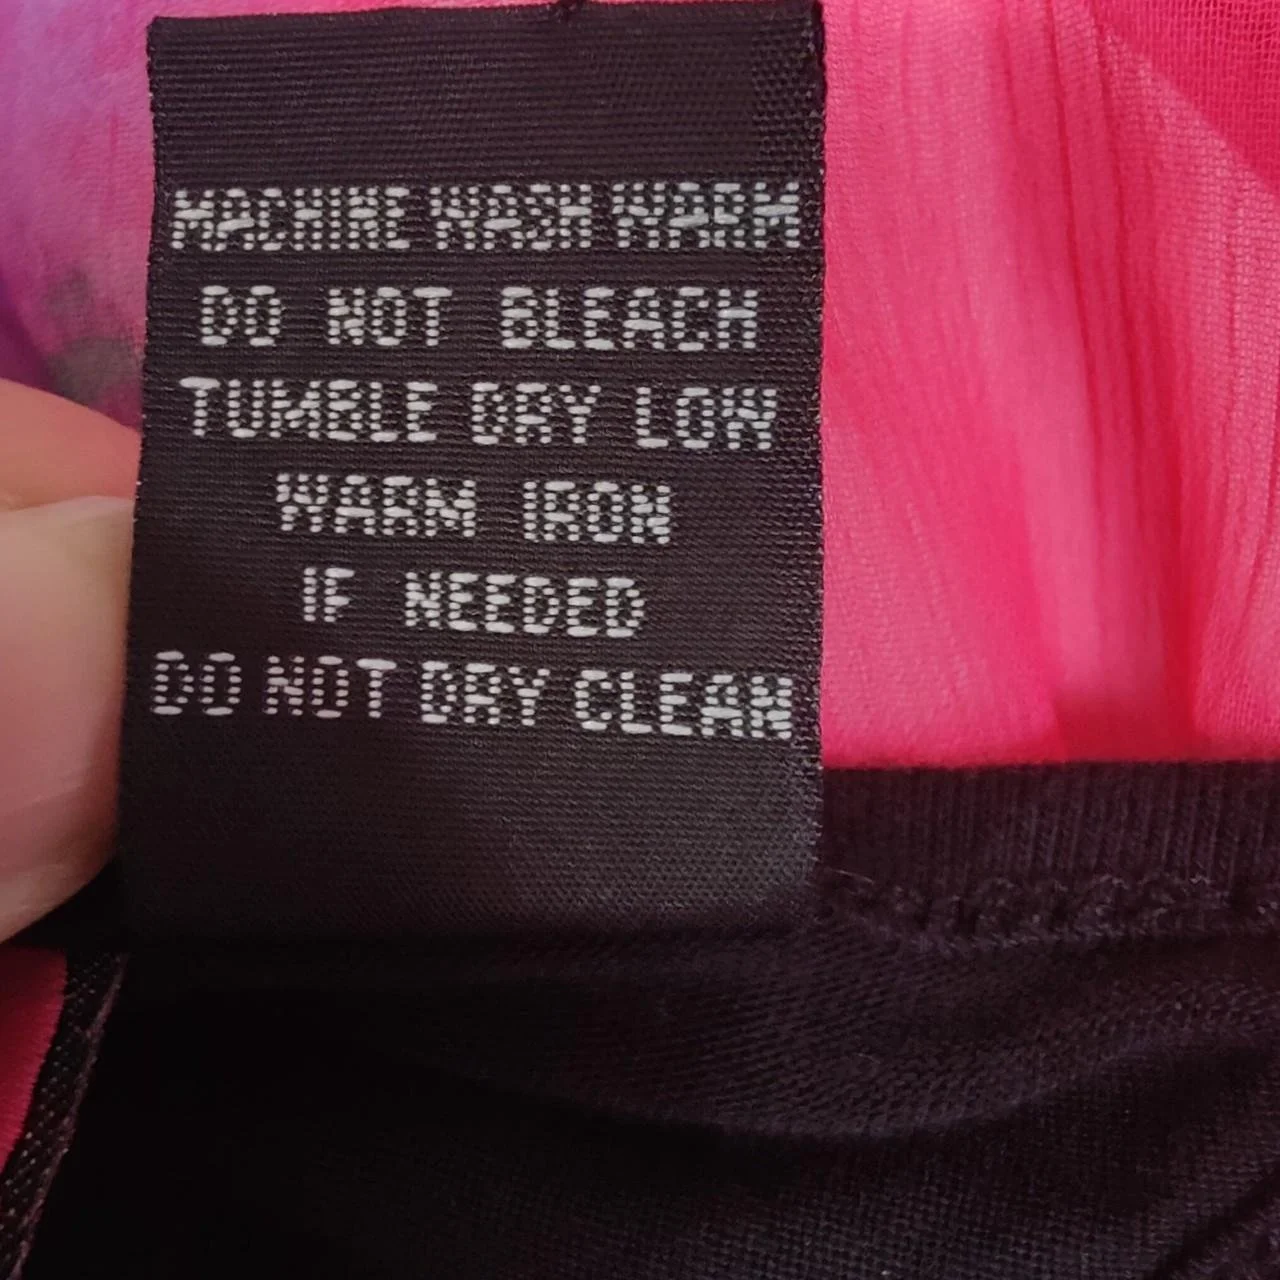 MACHINE WASH WARM
DO NOT BLEACH
TUMBLE DRY LOW
WARM IRON
IF NEEDED
DO NOT DRY CLEAN